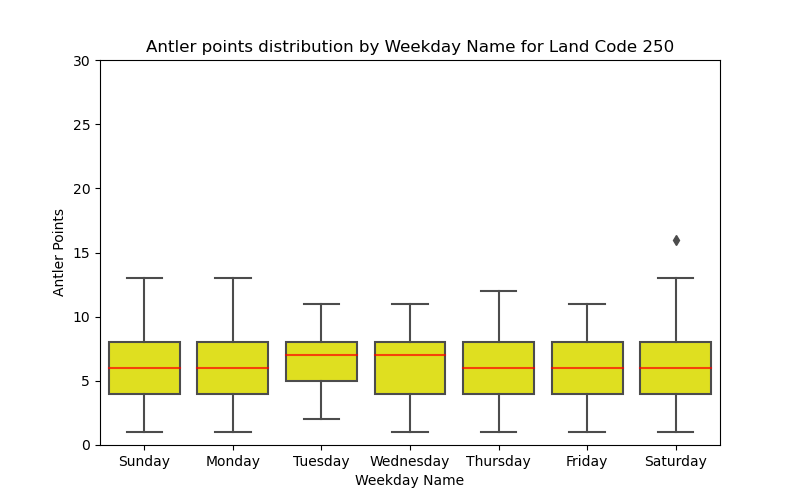 Antler points distribution by Weekday Name for Land Code 250
30
25
20
15
10
5
0
Antler Points
Sunday Monday Tuesday Wednesday Thursday Friday Saturday
Weekday Name